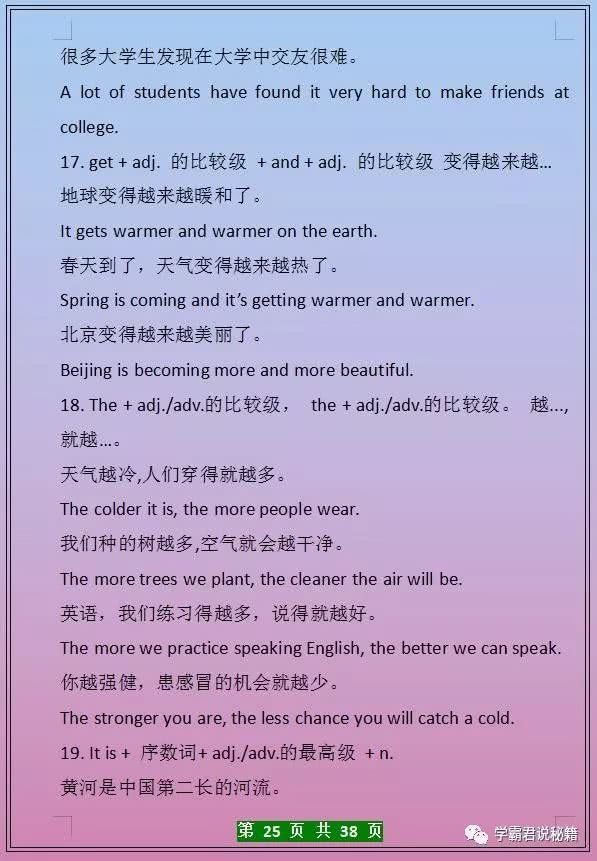 很多大学生发现在大学中交友很难。
A lot of students have found it very hard to make friends at
college.
17. get + adj. 的比较级 + and + adj. 的比较级 变得越来越…
地球变得越来越暖和了。
It gets warmer and warmer on the earth.
春天到了，天气变得越来越热了。
Spring is coming and it’s getting warmer and warmer.
北京变得越来越美丽了。
Beijing is becoming more and more beautiful.
18. The + adj./adv.的比较级， the + adj./adv.的比较级。 越...,
就越…。
天气越冷,人们穿得就越多。
The colder it is, the more people wear.
我们种的树越多,空气就会越干净。
The more trees we plant, the cleaner the air will be.
英语，我们练习得越多，说得就越好。
The more we practice speaking English, the better we can speak.
你越强健，患感冒的机会就越少。
The stronger you are, the less chance you will catch a cold.
19. It is + 序数词+ adj./adv.的最高级 + n.
黄河是中国第二长的河流。
第 25 页 共 38 页
学霸君说秘籍